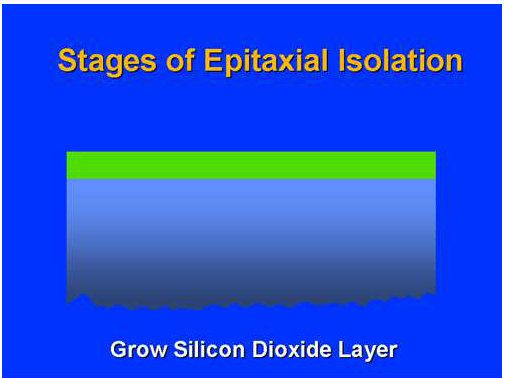 Stages of Epitaxial Isolation
Grow Silicon Dioxide Layer